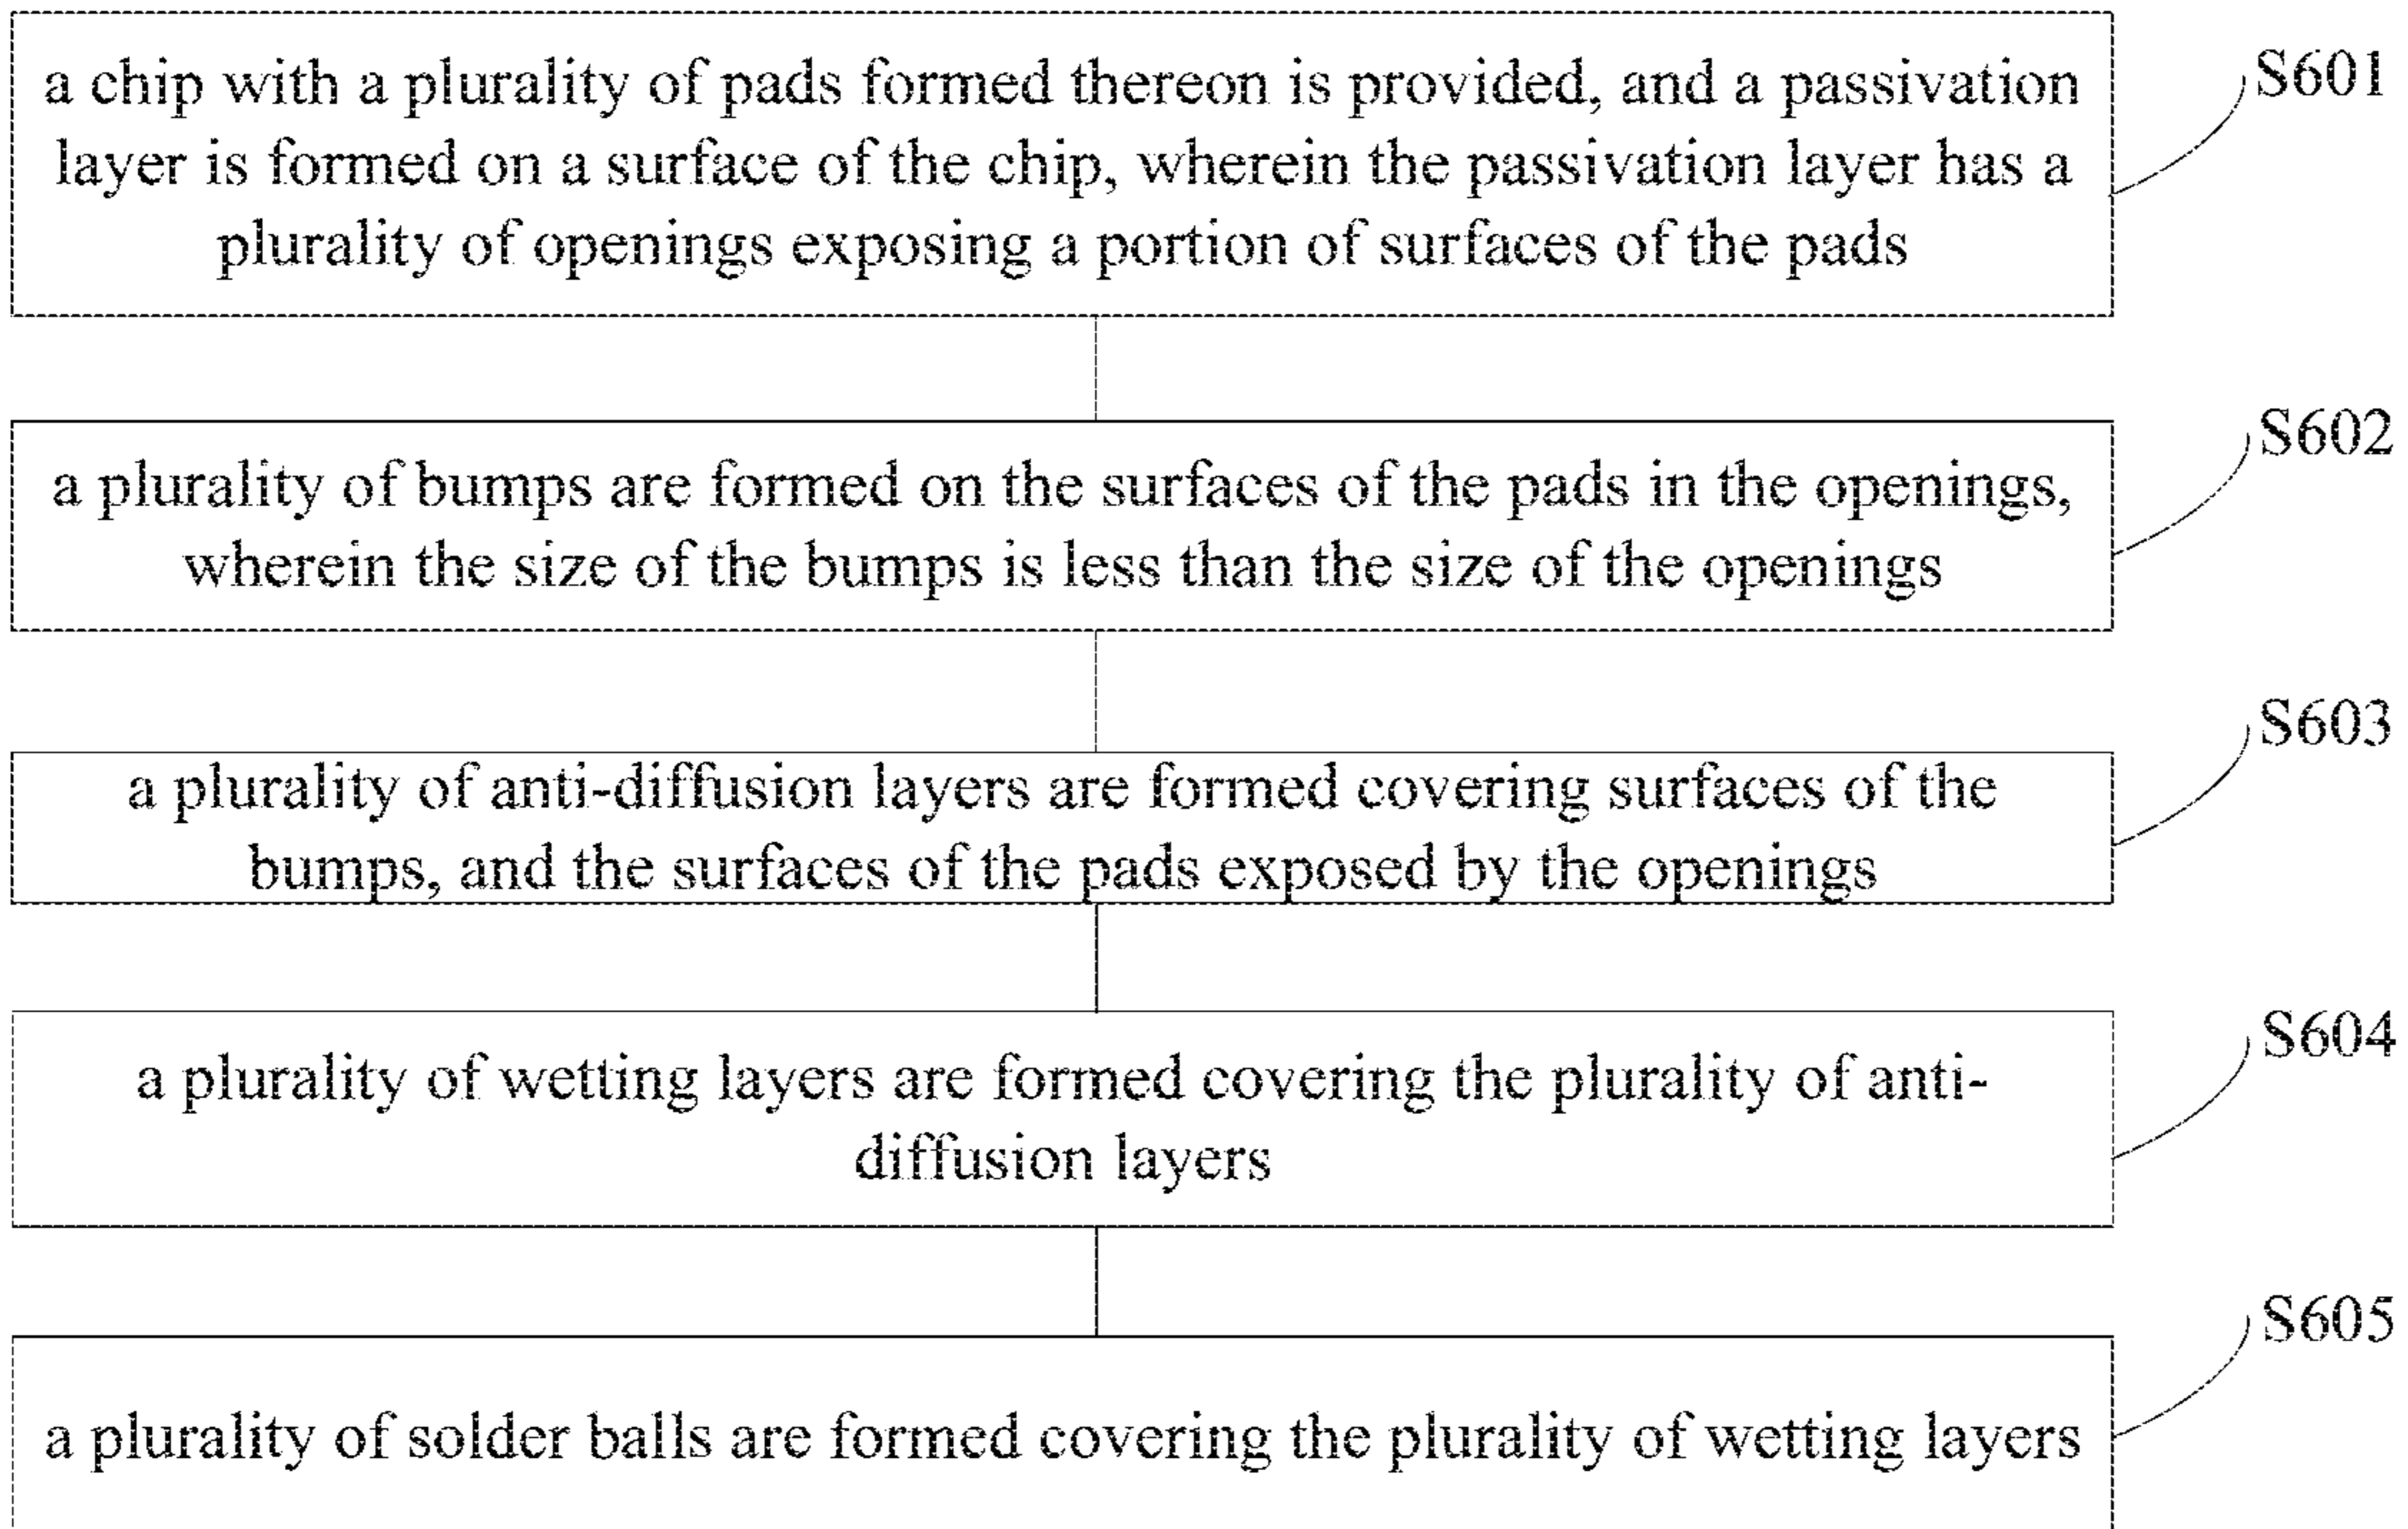 a chip with a plurality of pads formed thereon is provided, and a passivation
layer is formed on a surface of the chip, wherein the passivation layer has a
plurality of openings exposing a portion of surfaces of the pads
S601
a plurality of bumps are formed on the surfaces of the pads in the openings,
wherein the size of the bumps is less than the size of the openings
S602
a plurality of anti-diffusion layers are formed covering surfaces of the
bumps, and the surfaces of the pads exposed by the openings
S603
a plurality of wetting layers are formed covering the plurality of anti-
diffusion layers
S604
a plurality of solder balls are formed covering the plurality of wetting layers
S605